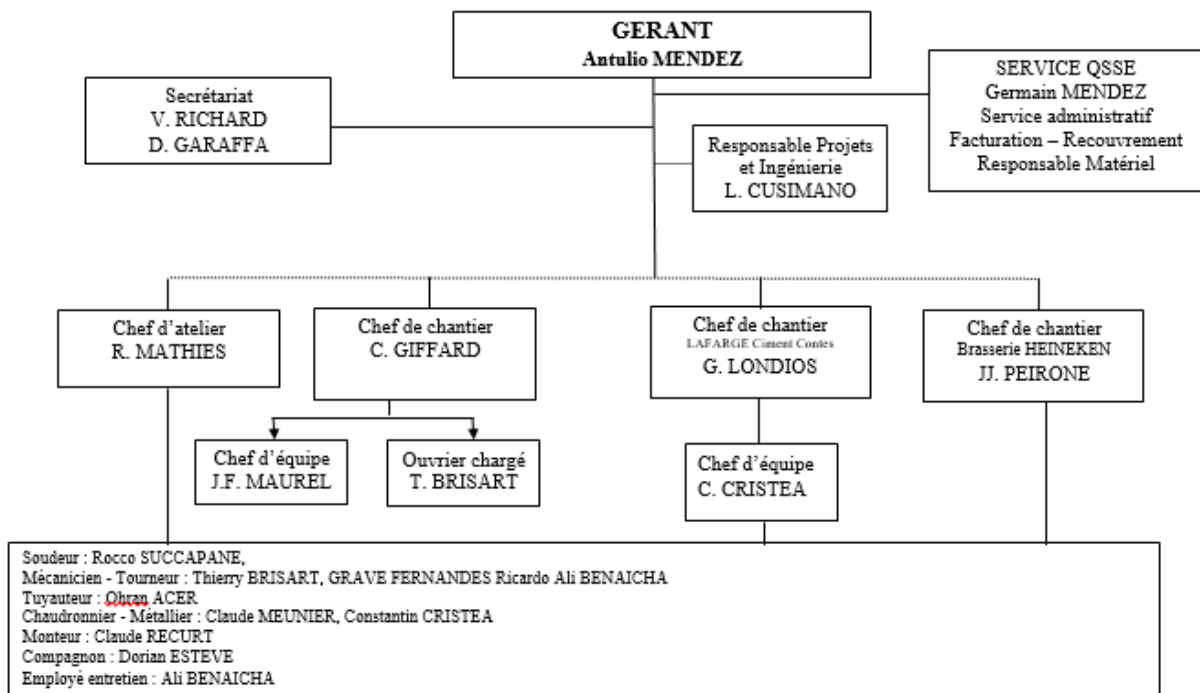 GERANT
Antulio MENDEZ
Secrétariat
V. RICHARD
D. GARAFFA
SERVICE QSSE
Germain MENDEZ
Service administratif
Facturation – Recouvrement
Responsable Matériel
Responsable Projets
et Ingénierie
L. CUSIMANO
Chef d’atelier
R. MATHIES
Chef de chantier
C. GIFFARD
Chef de chantier
LAFARGE Ciment Contes
G. LONDIOS
Chef de chantier
Brasserie HEINEKEN
JJ. PEIRONE
Chef d’équipe
J.F. MAUREL
Ouvrier chargé
T. BRISART
Chef d’équipe
C. CRISTEA
Soudeur : Rocco SUCCAPANE,
Mécanicien - Tourneur : Thierry BRISART, GRAVE FERNANDES Ricardo Ali BENAICHA
Tuyauteur : Qhran ACER
Chaudronnier - Métallier : Claude MEUNIER, Constantin CRISTEA
Monteur : Claude RECURT
Compagnon : Dorian ESTEVE
Employé entretien : Ali BENAICHA